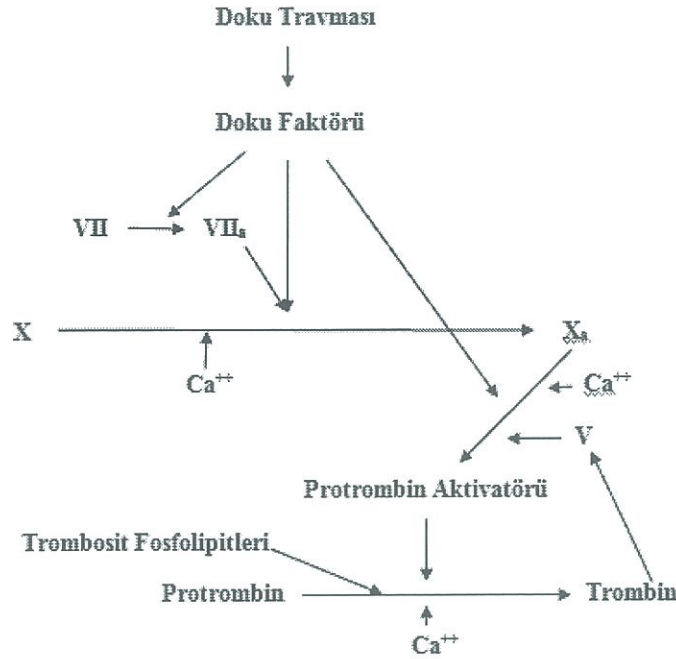 Doku Travması
Doku Faktörü
VII VIIa
X Xa
Ca++ Ca++
V
Protrombin Aktivatörü
Trombosit Fosfolipitleri
Protrombin Trombin
Ca++